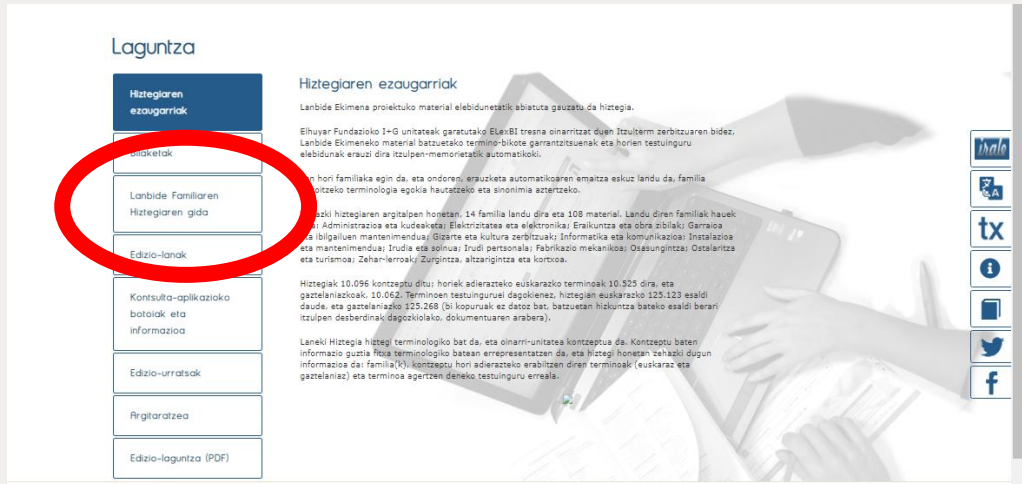 Laguntza
Hiztegiaren
ezaugarriak
Bilaketak
Lanbide Familiaren
Hiztegiaren gida
Edizio-lanak
Kontsulta-aplikazioko
botoiak eta
informazioa
Edizio-urratsak
Argitaratzea
Edizio-laguntza (PDF)
Hiztegiaren ezaugarriak
Lanbide Ekimena proiektuko material elebidunetatik abiatuta gauzatu da hiztegia.
Elhuyar Fundazioko I+G unitateak garatutako ELexBI tresna oinarritzat duen Itzulterm zerbitzuaren bidez,
Lanbide Ekimeneko material batzuetako termino-bikote garrantzitsuenak eta horien testuinguru
elebidunak erauzi dira itzulpen-memorietatik automatikoki.
hori familiaka egin da, eta ondoren, erauzketa automatikoaren emaitza eskuz landu da, familia
terminologia egokia hautatzeko eta sinonimia aztertzeko.
hiztegiaren argitalpen honetan, 14 familia landu dira eta 108 material. Landu diren familiak hauek
Administrazioa eta kudeaketa; Elektrizitatea eta elektronika; Eraikuntza eta obra zibilak; Garraioa
eta ibilgailuen mantenimendua; Gizarte eta kultura zerbitzuak; Informatika eta komunikazioa; Instalazioa
eta mantenimendua; Irudia eta soinua; Irudi pertsonala; Fabrikazio mekanikoa; Osasungintza; Ostalaritza
eta turismoa; Zehar-lerroak; Zurgintza, altzarigintza eta kortxoa.
Hiztegiak 10.096 kontzeptu ditu; horiek adierazteko euskarazko terminoak 10.525 dira, eta
gaztelaniazkoak, 10.062. Terminoen testuinguruei dagokienez, hiztegian euskarazko 125.123 esaldi
daude, eta gaztelaniazko 125.268 (bi kopuruak ez datoz bat, batzuetan hizkuntza bateko esaldi berari
itzulpen desberdinak dagozkiolako, dokumentuaren arabera).
Laneki Hiztegia hiztegi terminologiko bat da, eta oinarri-unitatea kontzeptua da. Kontzeptu baten
informazio guztia fitxa terminologiko batean errepresentatzen da, eta hiztegi honetan zehazki dugun
informazioa da: familia(k), kontzeptu hori adierazteko erabiltzen diren terminoak (euskaraz eta
gaztelaniaz) eta terminoa agertzen deneko testuinguru erreala.
irale
tx